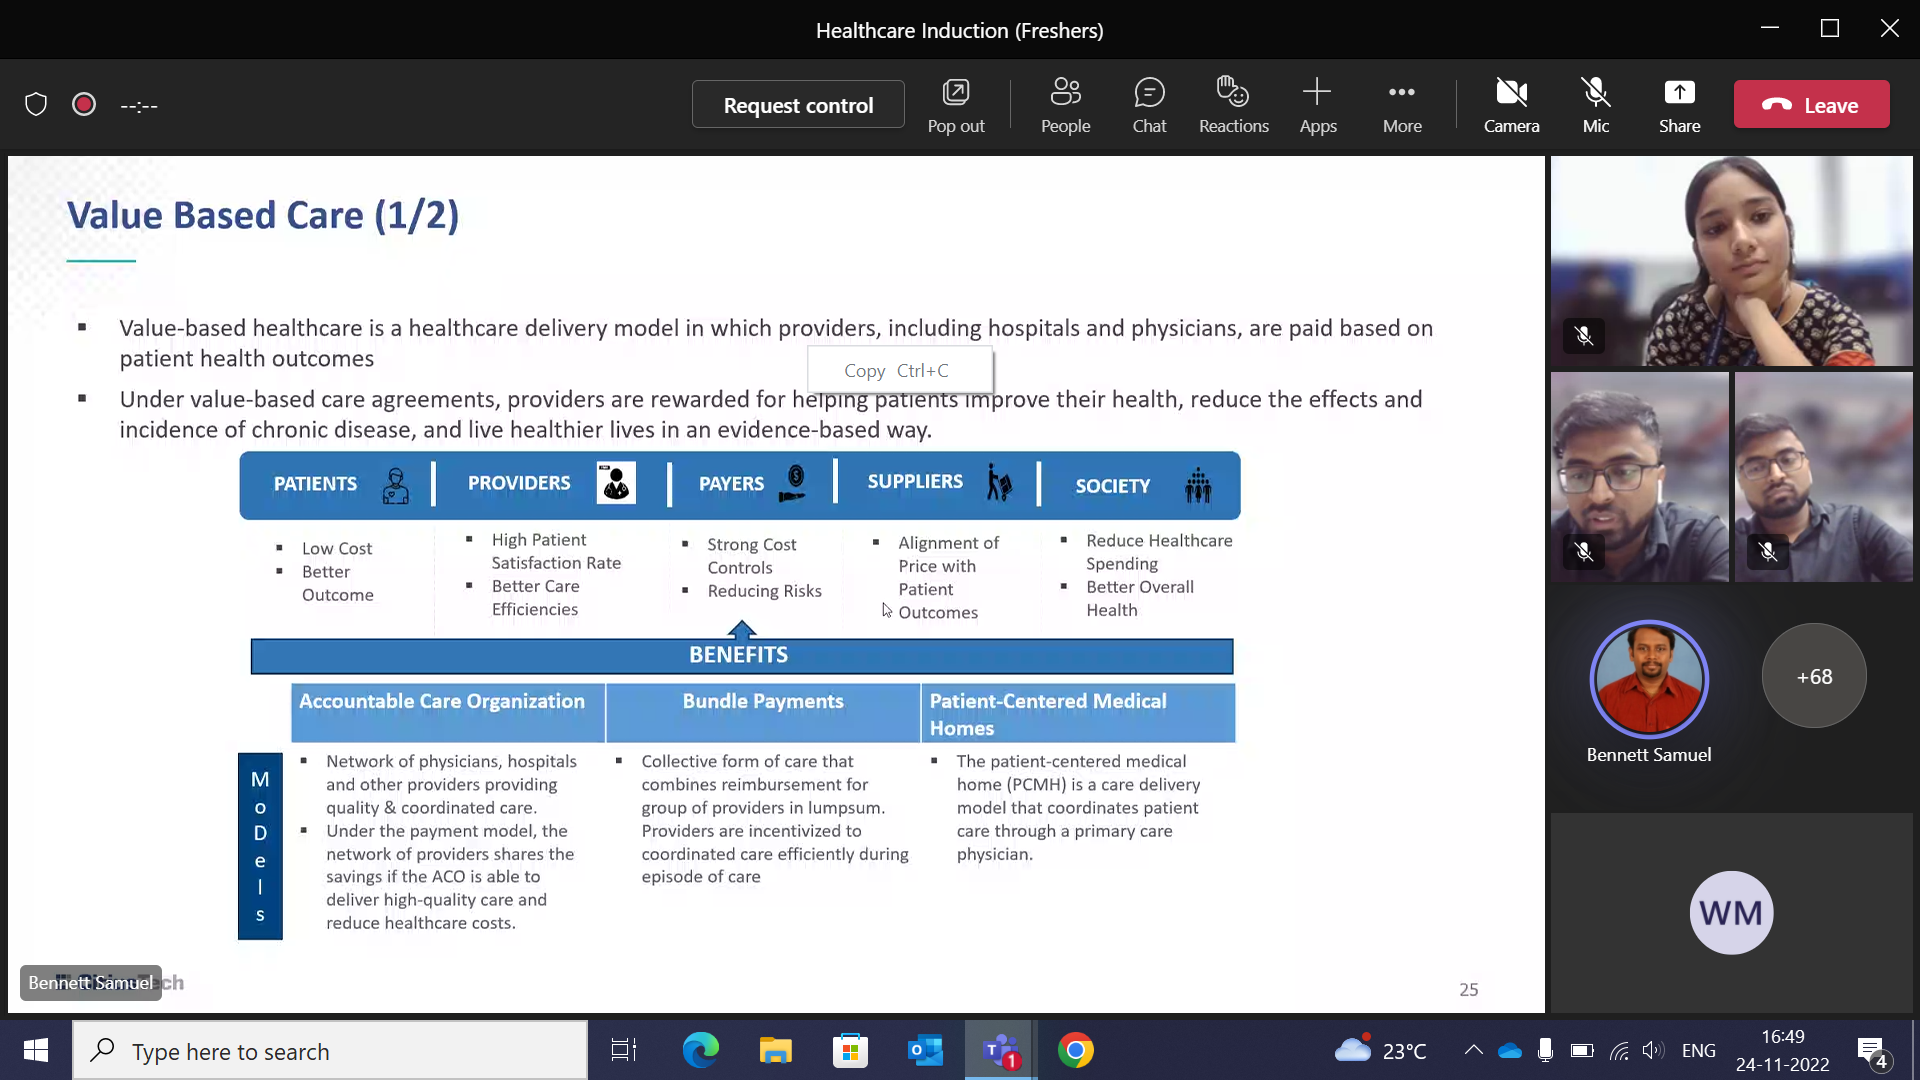 Healthcare Induction (Freshers)
--:--
Request control
Pop out
People
Chat
Reactions
Apps
More
Camera
Mic
Share
Leave
Value Based Care (1/2)
▪ Value-based healthcare is a healthcare delivery model in which providers, including hospitals and physicians, are paid based on
patient health outcomes
Copy Ctrl+C
▪ Under value-based care agreements, providers are rewarded for helping patients improve their health, reduce the effects and
incidence of chronic disease, and live healthier lives in an evidence-based way.
PATIENTS
PROVIDERS
PAYERS
SUPPLIERS
SOCIETY
▪ Low Cost
▪ Better
Outcome
▪ High Patient
Satisfaction Rate
▪ Better Care
Efficiencies
▪ Strong Cost
Controls
▪ Reducing Risks
▪ Alignment of
Price with
Patient
Outcomes
▪ Reduce Healthcare
Spending
▪ Better Overall
Health
BENEFITS
Accountable Care Organization
Bundle Payments
Patient-Centered Medical
Homes
MoDels
▪ Network of physicians, hospitals
and other providers providing
quality & coordinated care.
▪ Under the payment model, the
network of providers shares the
savings if the ACO is able to
deliver high-quality care and
reduce healthcare costs.
▪ Collective form of care that
combines reimbursement for
group of providers in lumpsum.
Providers are incentivized to
coordinated care efficiently during
episode of care
▪ The patient-centered medical
home (PCMH) is a care delivery
model that coordinates patient
care through a primary care
physician.
Bennett Samuel
25
Bennett Samuel
+68
WM
Type here to search
1
23°C
ENG
16:49
24-11-2022
4